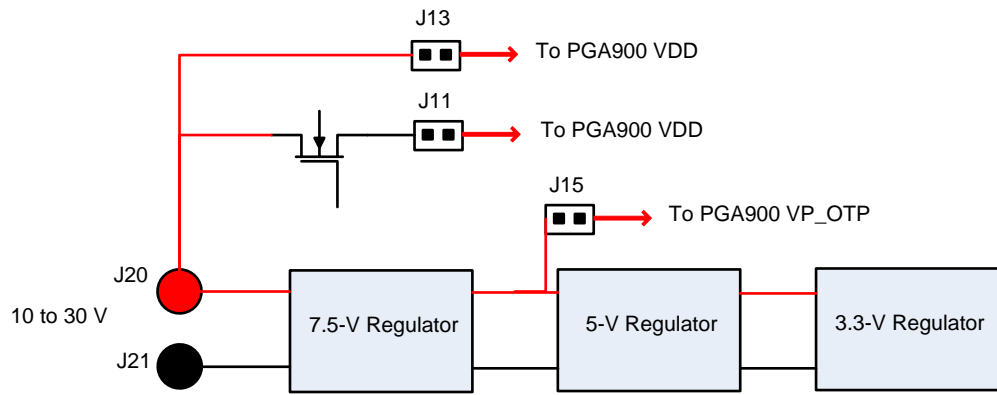 J13
To PGA900 VDD
J11
To PGA900 VDD
J15
To PGA900 VP_OTP
J20
10 to 30 V
7.5-V Regulator
5-V Regulator
3.3-V Regulator
J21